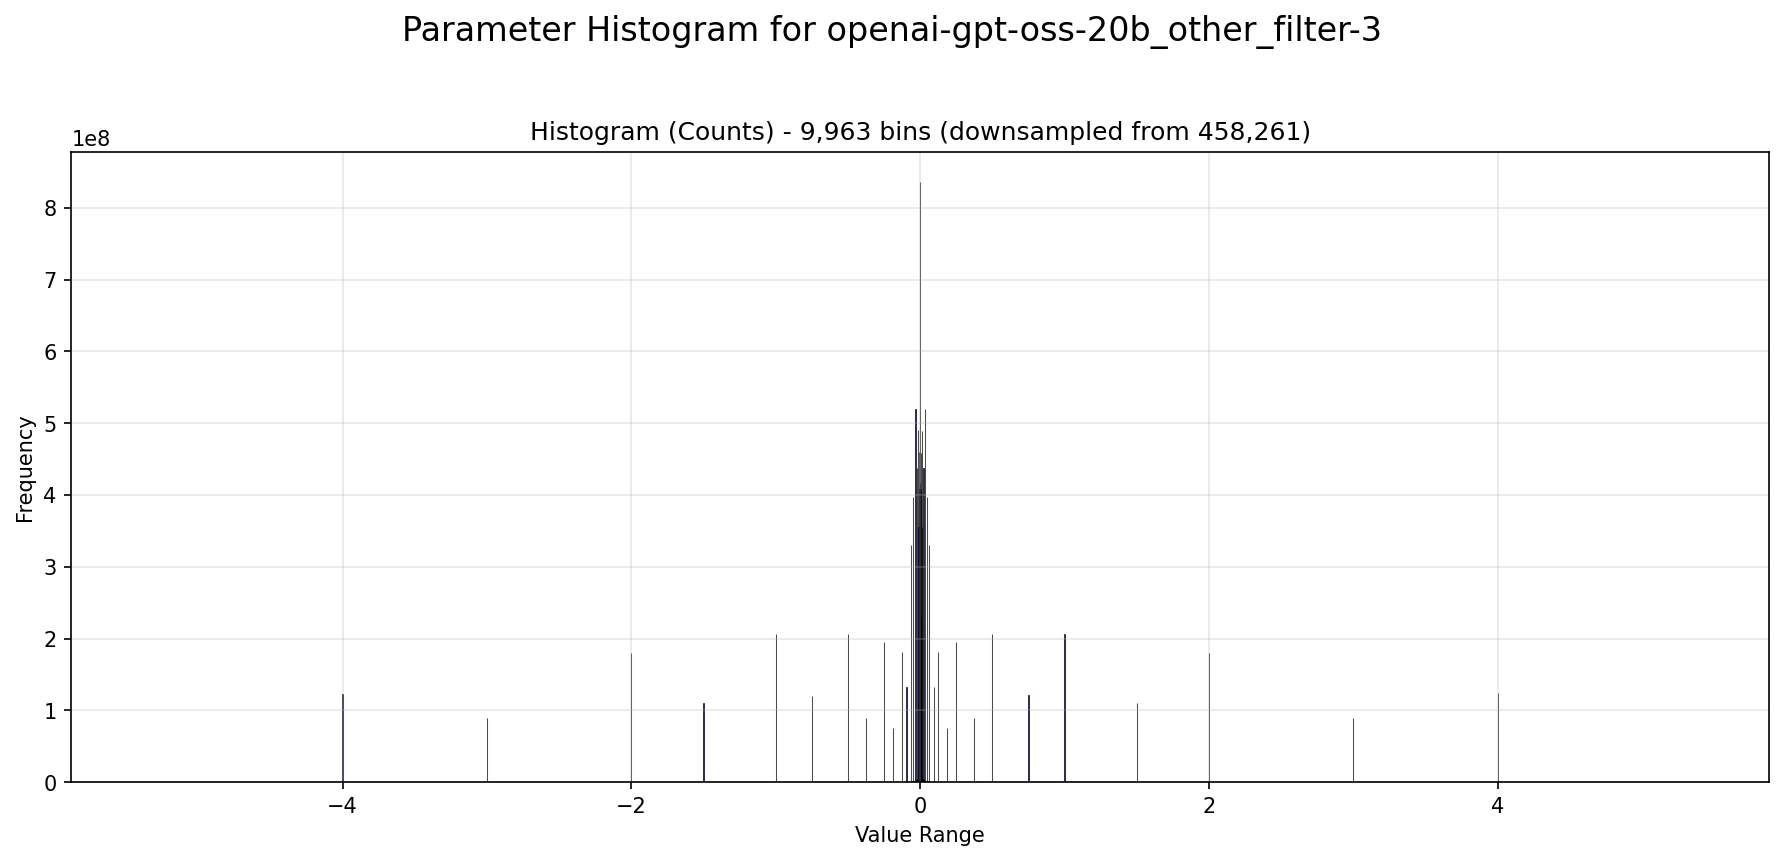 Parameter Histogram for openai-gpt-oss-20b_other_filter-3
Histogram (Counts) - 9,963 bins (downsampled from 458,261)
1e8
8
7
6
5
4
3
2
1
0
Frequency
−4
−2
0
2
4
Value Range